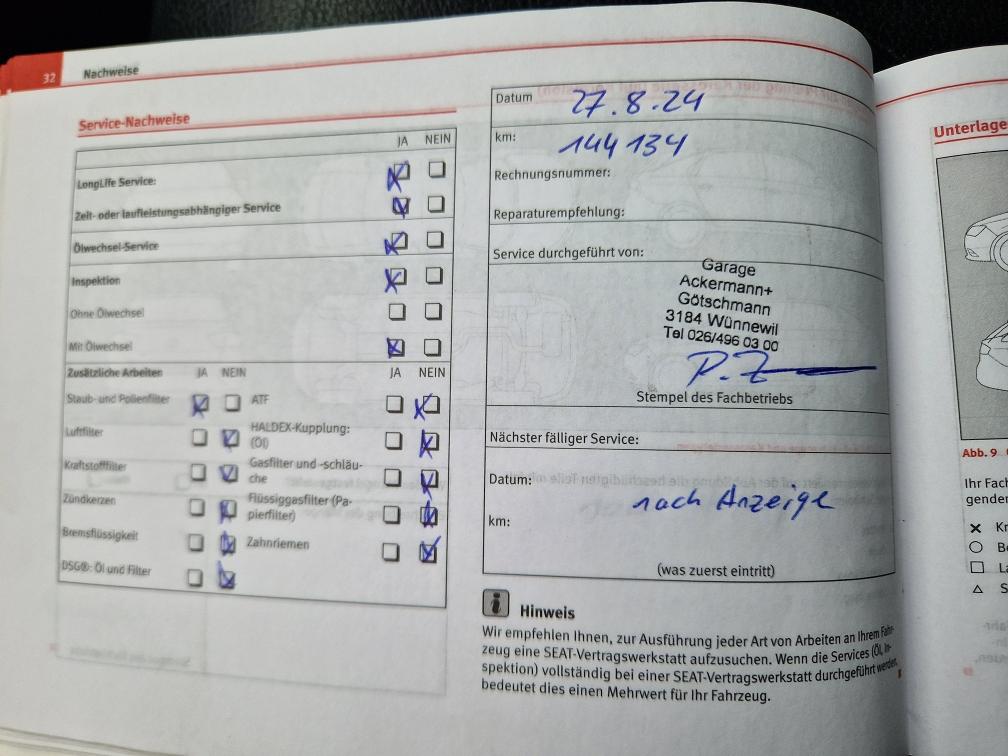 32 Nachweise
Service-Nachweise
JA NEIN
LongLife Service:
Zeit- oder laufleistungsabhängiger Service
Ölwechsel-Service
Inspektion
Ohne Ölwechsel
Mit Ölwechsel
Zusätzliche Arbeiten JA NEIN JA NEIN
Staub- und Pollenfilter
ATF
Luftfilter
HALDEX-Kupplung:
(Öl)
Kraftstofffilter
Gasfilter und -schläu-
che
Zündkerzen
Flüssiggasfilter (Pa-
pierfilter)
Bremsflüssigkeit
Zahnriemen
DSG®: Öl und Filter
Datum 27.8.24
km: 144134
Rechnungsnummer:
Reparaturempfehlung:
Service durchgeführt von:
Garage
Ackermann+
Götschmann
3184 Wünnewil
Tel 026/496 03 00
Stempel des Fachbetriebs
Nächster fälliger Service:
Datum:
nach Anzeige
km:
(was zuerst eintritt)
Hinweis
Wir empfehlen Ihnen, zur Ausführung jeder Art von Arbeiten an Ihrem Fahr-
zeug eine SEAT-Vertragswerkstatt aufzusuchen. Wenn die Services (Öl, In-
spektion) vollständig bei einer SEAT-Vertragswerkstatt durchgeführt werden,
bedeutet dies einen Mehrwert für Ihr Fahrzeug.
Unterlage
Abb. 9
Ihr Fach
gender